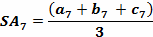 SA₇ = (a₇ + b₇ + c₇) / 3